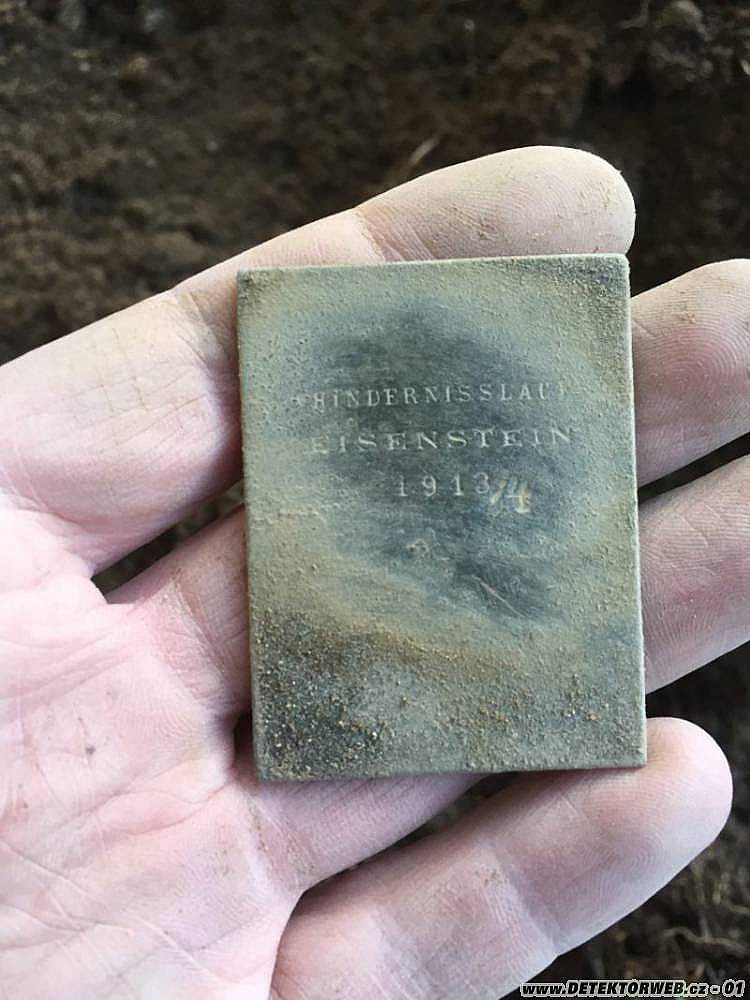 HINDERNISSLAUF
EISENSTEIN
1913/4
www.DETEKTORWEB.cz - 01